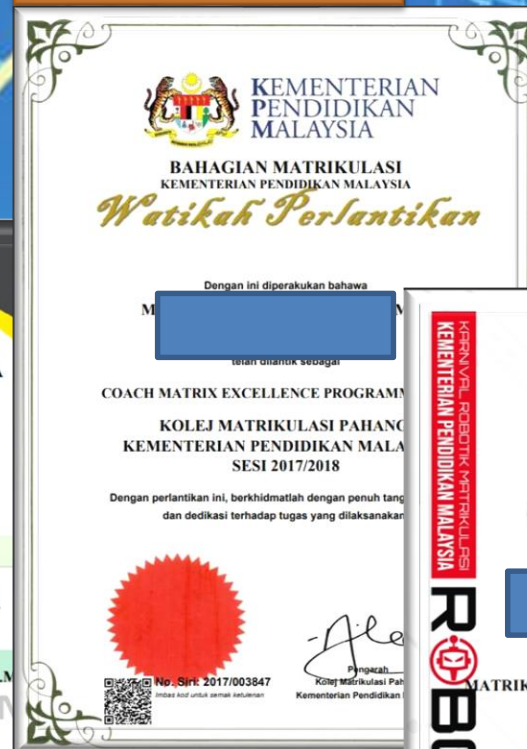 KEMENTERIAN
PENDIDIKAN
MALAYSIA
BAHAGIAN MATRIKULASI
KEMENTERIAN PENDIDIKAN MALAYSIA
Watikah Perlantikan
Dengan ini diperakukan bahawa
telah dilantik sebagai
COACH MATRIX EXCELLENCE PROGRAMM
KOLEJ MATRIKULASI PAHANG
KEMENTERIAN PENDIDIKAN MALA
SESI 2017/2018
Dengan perlantikan ini, berkhidmatlah dengan penuh tang
dan dedikasi terhadap tugas yang dilaksanakan
No. Siri: 2017/003847
Imbas kod untuk semak ketulenan
Pengarah
Kolej Matrikulasi Pah
Kementerian Pendidikan
KARNIVAL ROBOTIK MATRIKULASI
KEMENTERIAN PENDIDIKAN MALAYSIA
ROBO
MATRIK